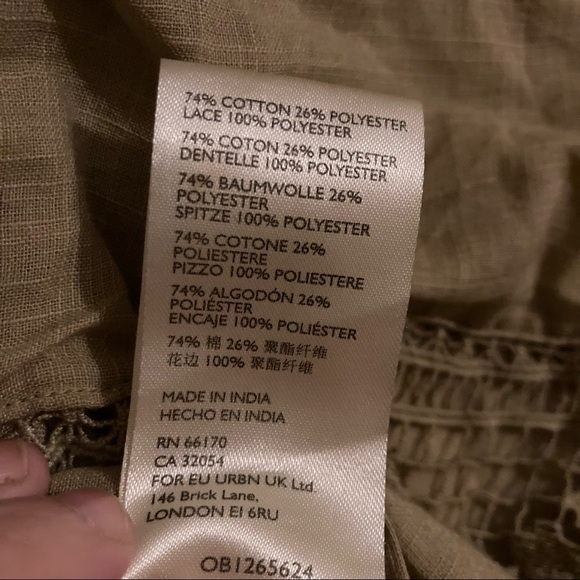 74% COTTON 26% POLYESTER
LACE 100% POLYESTER
74% COTON 26% POLYESTER
DENTELLE 100% POLYESTER
74% BAUMWOLLE 26%
POLYESTER
SPITZE 100% POLYESTER
74% COTONE 26%
POLIESTERE
PIZZO 100% POLIESTERE
74% ALGODÓN 26%
POLIÉSTER
ENCAJE 100% POLIÉSTER
74% 棉 26% 聚酯纤维
花边 100% 聚酯纤维
MADE IN INDIA
HECHO EN INDIA
RN 66170
CA 32054
FOR EU URBN UK Ltd.
146 Brick Lane,
LONDON E1 6RU
OB1265624